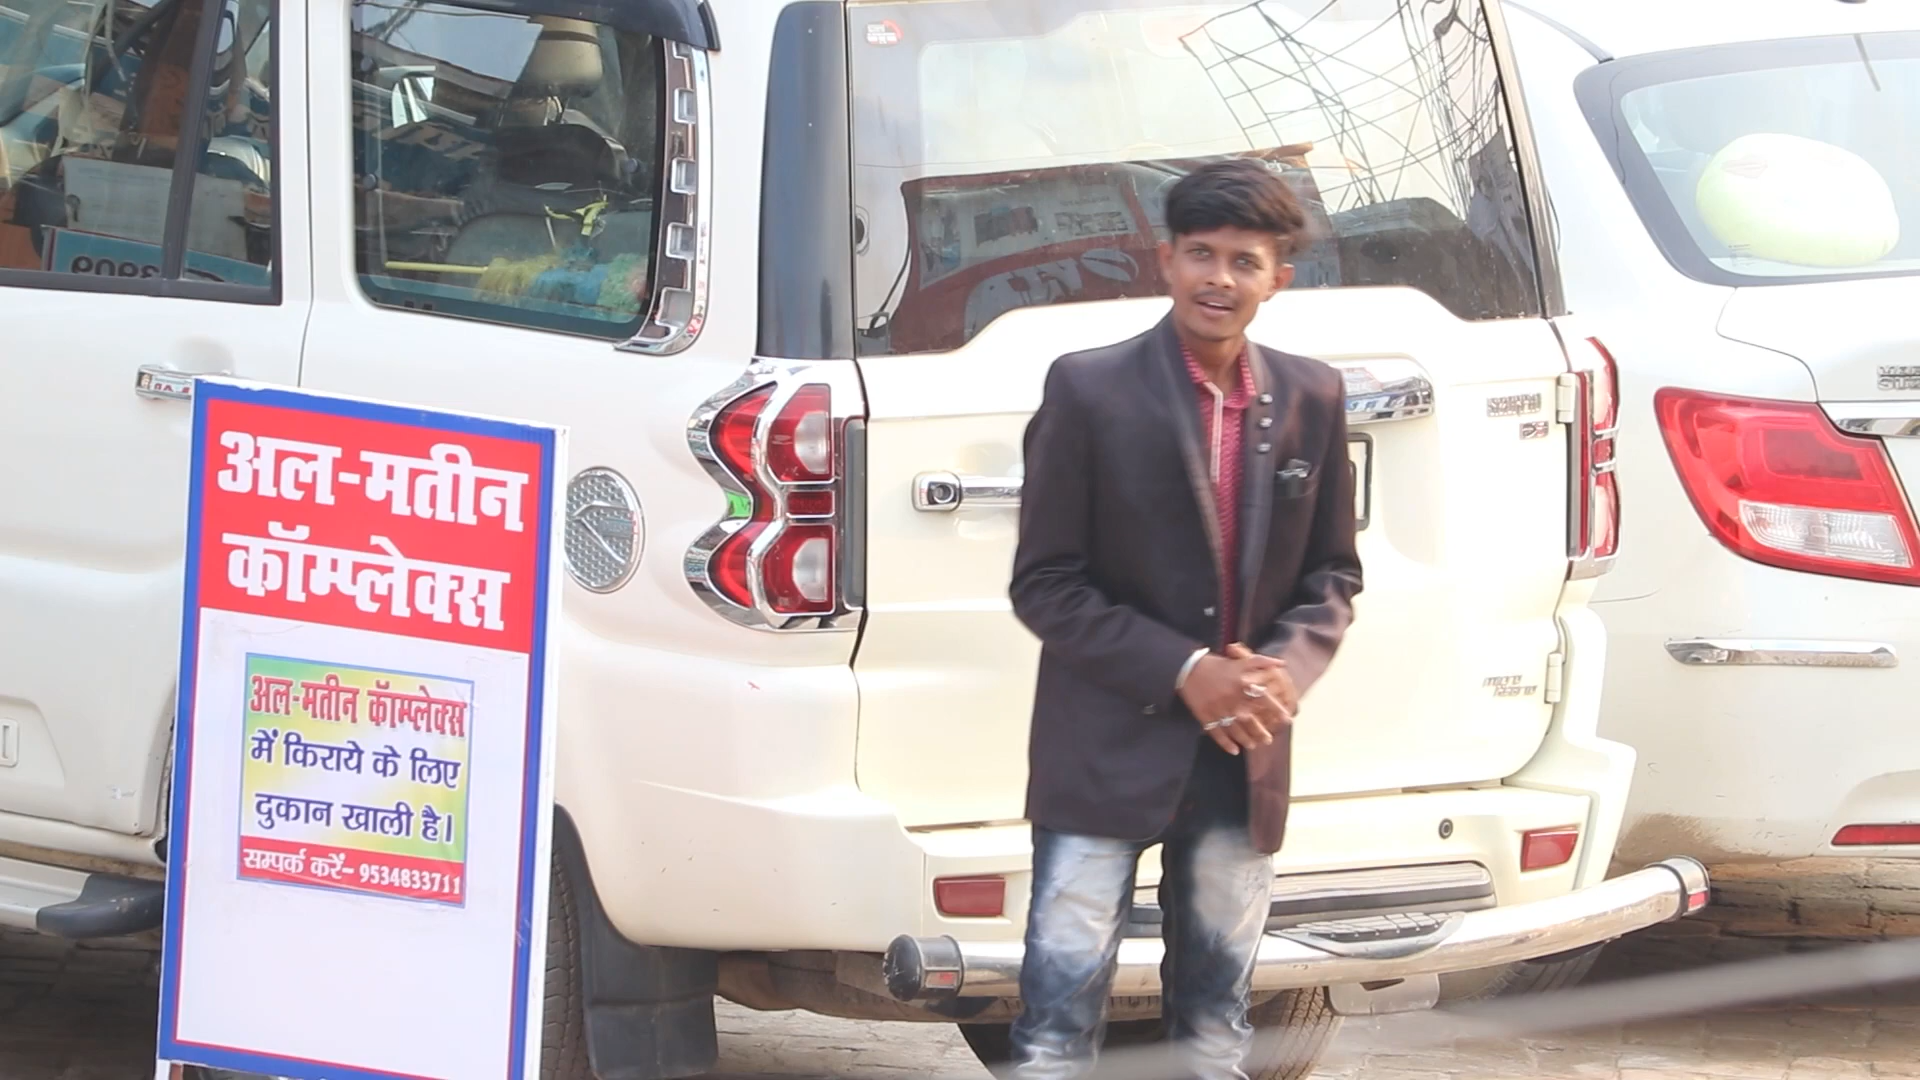 अल-मतीन
कॉम्प्लेक्स
अल-मतीन कॅाम्प्लेक्स
में किराये के लिए
दुकान खाली है।
सम्पर्क करें- 9534833711